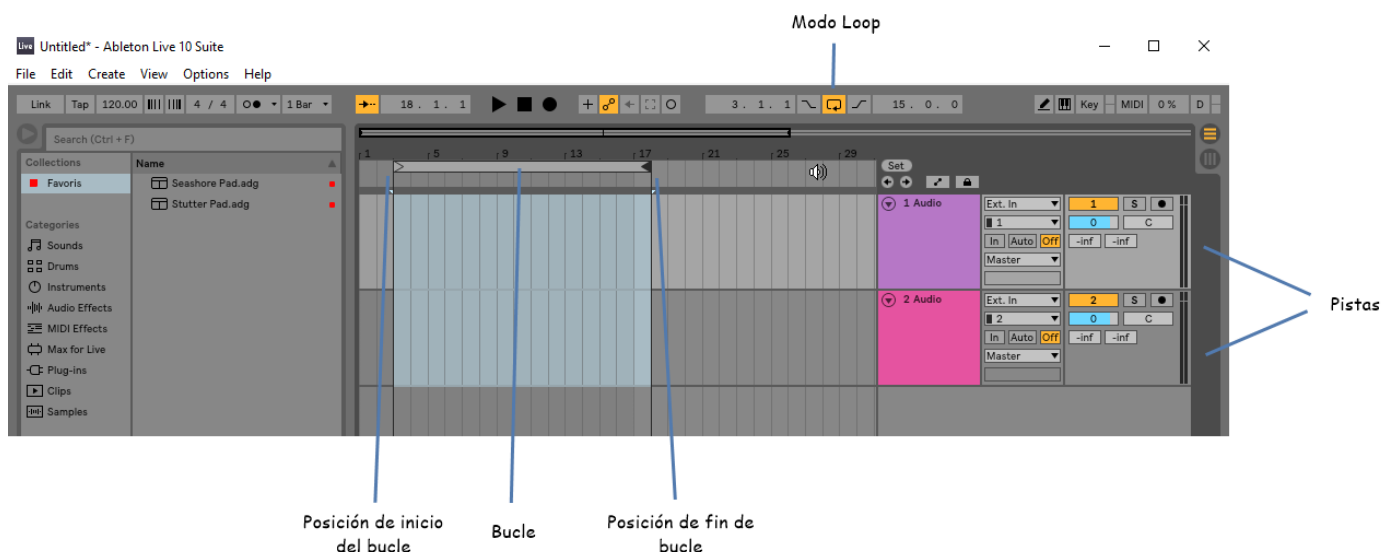 Modo Loop
Untitled* - Ableton Live 10 Suite
File Edit Create View Options Help
Link Tap 120.00 4 / 4 1 Bar 18. 1. 1 3. 1. 1 15. 0. 0 Key MIDI 0 % D
Search (Ctrl + F)
Collections Name
Favoris Seashore Pad.adg
Stutter Pad.adg
Categories
Sounds
Drums
Instruments
Audio Effects
MIDI Effects
Max for Live
Plug-ins
Clips
Samples
1 5 9 13 17 21 25 29
Set
1 Audio Ext. In 1 S
1 0 C
In Auto Off -inf -inf
Master
2 Audio Ext. In 2 S
2 0 C
In Auto Off -inf -inf
Master
Pistas
Posición de inicio
del bucle
Bucle
Posición de fin de
bucle